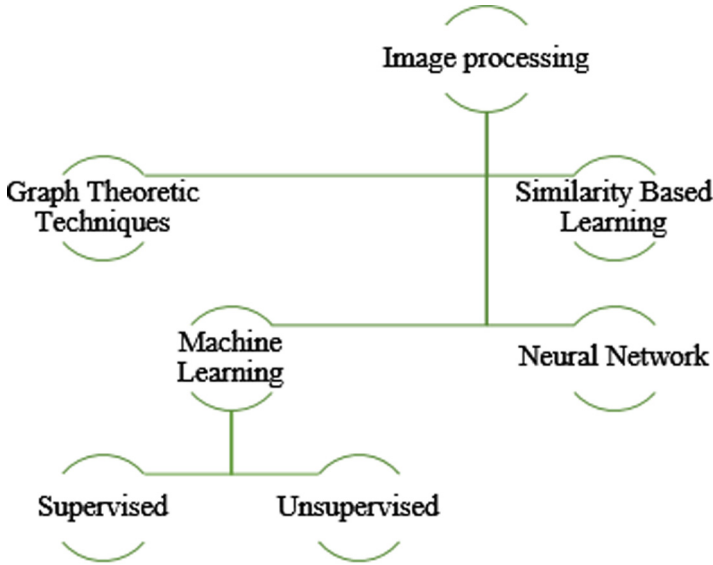 Image processing
Graph Theoretic
Techniques
Similarity Based
Learning
Machine
Learning
Neural Network
Supervised
Unsupervised